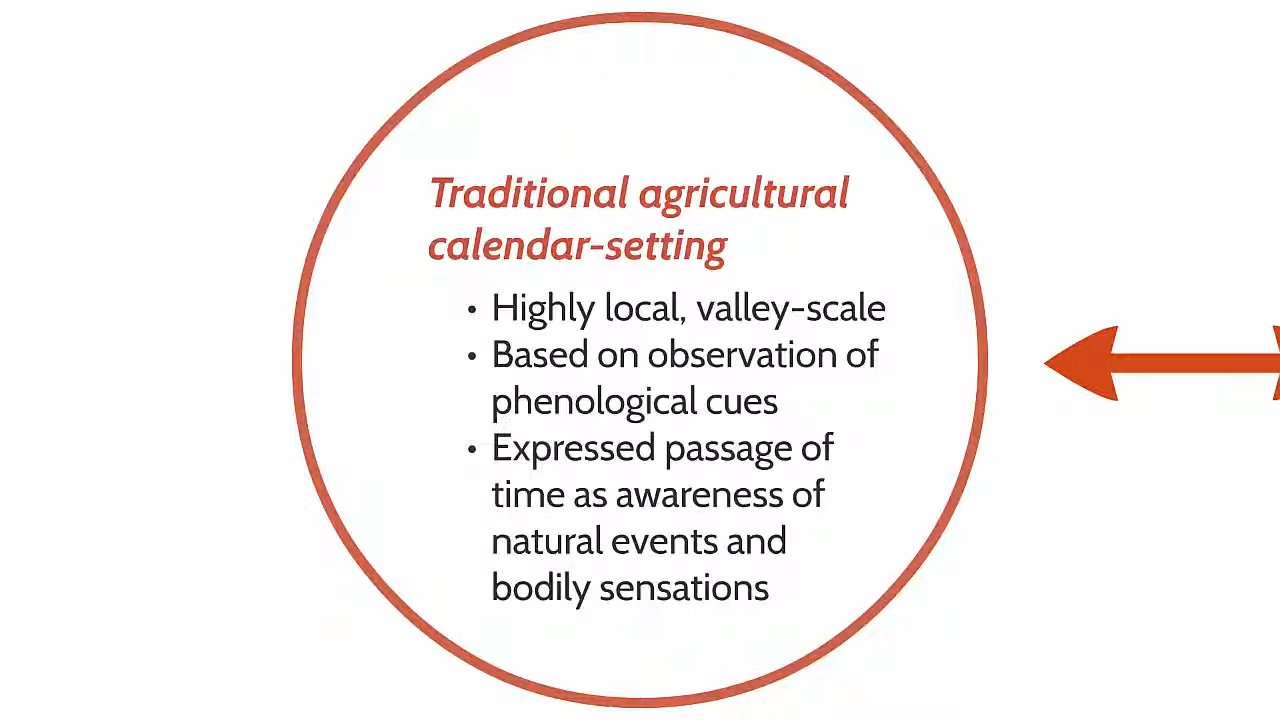 Traditional agricultural
calendar-setting
• Highly local, valley-scale
• Based on observation of
phenological cues
• Expressed passage of
time as awareness of
natural events and
bodily sensations